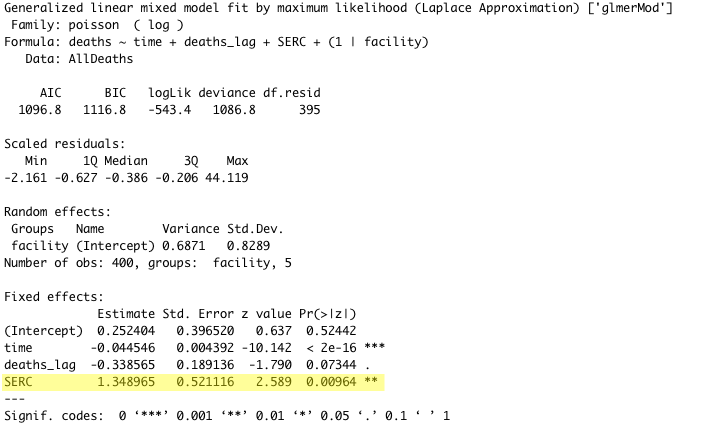 Generalized linear mixed model fit by maximum likelihood (Laplace Approximation) ['glmerMod']
Family: poisson ( log )
Formula: deaths ~ time + deaths_lag + SERC + (1 | facility)
Data: AllDeaths
AIC BIC logLik deviance df.resid
1096.8 1116.8 -543.4 1086.8 395
Scaled residuals:
Min 1Q Median 3Q Max
-2.161 -0.627 -0.386 -0.206 44.119
Random effects:
Groups Name Variance Std.Dev.
facility (Intercept) 0.6871 0.8289
Number of obs: 400, groups: facility, 5
Fixed effects:
Estimate Std. Error z value Pr(>|z|)
(Intercept) 0.252404 0.396520 0.637 0.52442
time -0.044546 0.004392 -10.142 < 2e-16 ***
deaths_lag -0.338565 0.189136 -1.790 0.07344 .
SERC 1.348965 0.521116 2.589 0.00964 **
---
Signif. codes: 0 ‘***’ 0.001 ‘**’ 0.01 ‘*’ 0.05 ‘.’ 0.1 ‘ ’ 1